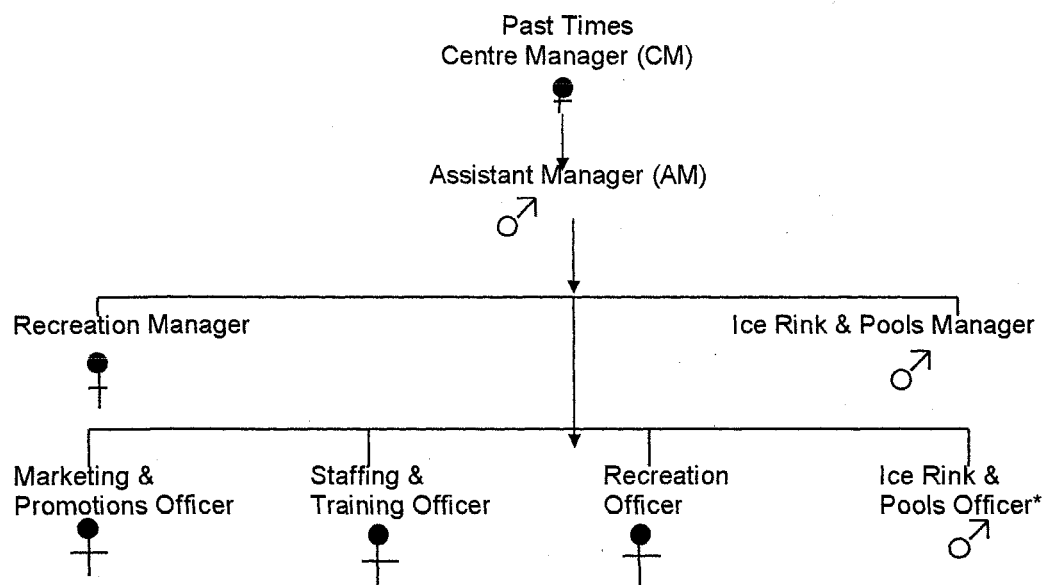 Past Times
Centre Manager (CM)
Assistant Manager (AM)
Recreation Manager
Ice Rink & Pools Manager
Marketing &
Promotions Officer
Staffing &
Training Officer
Recreation
Officer
Ice Rink &
Pools Officer*